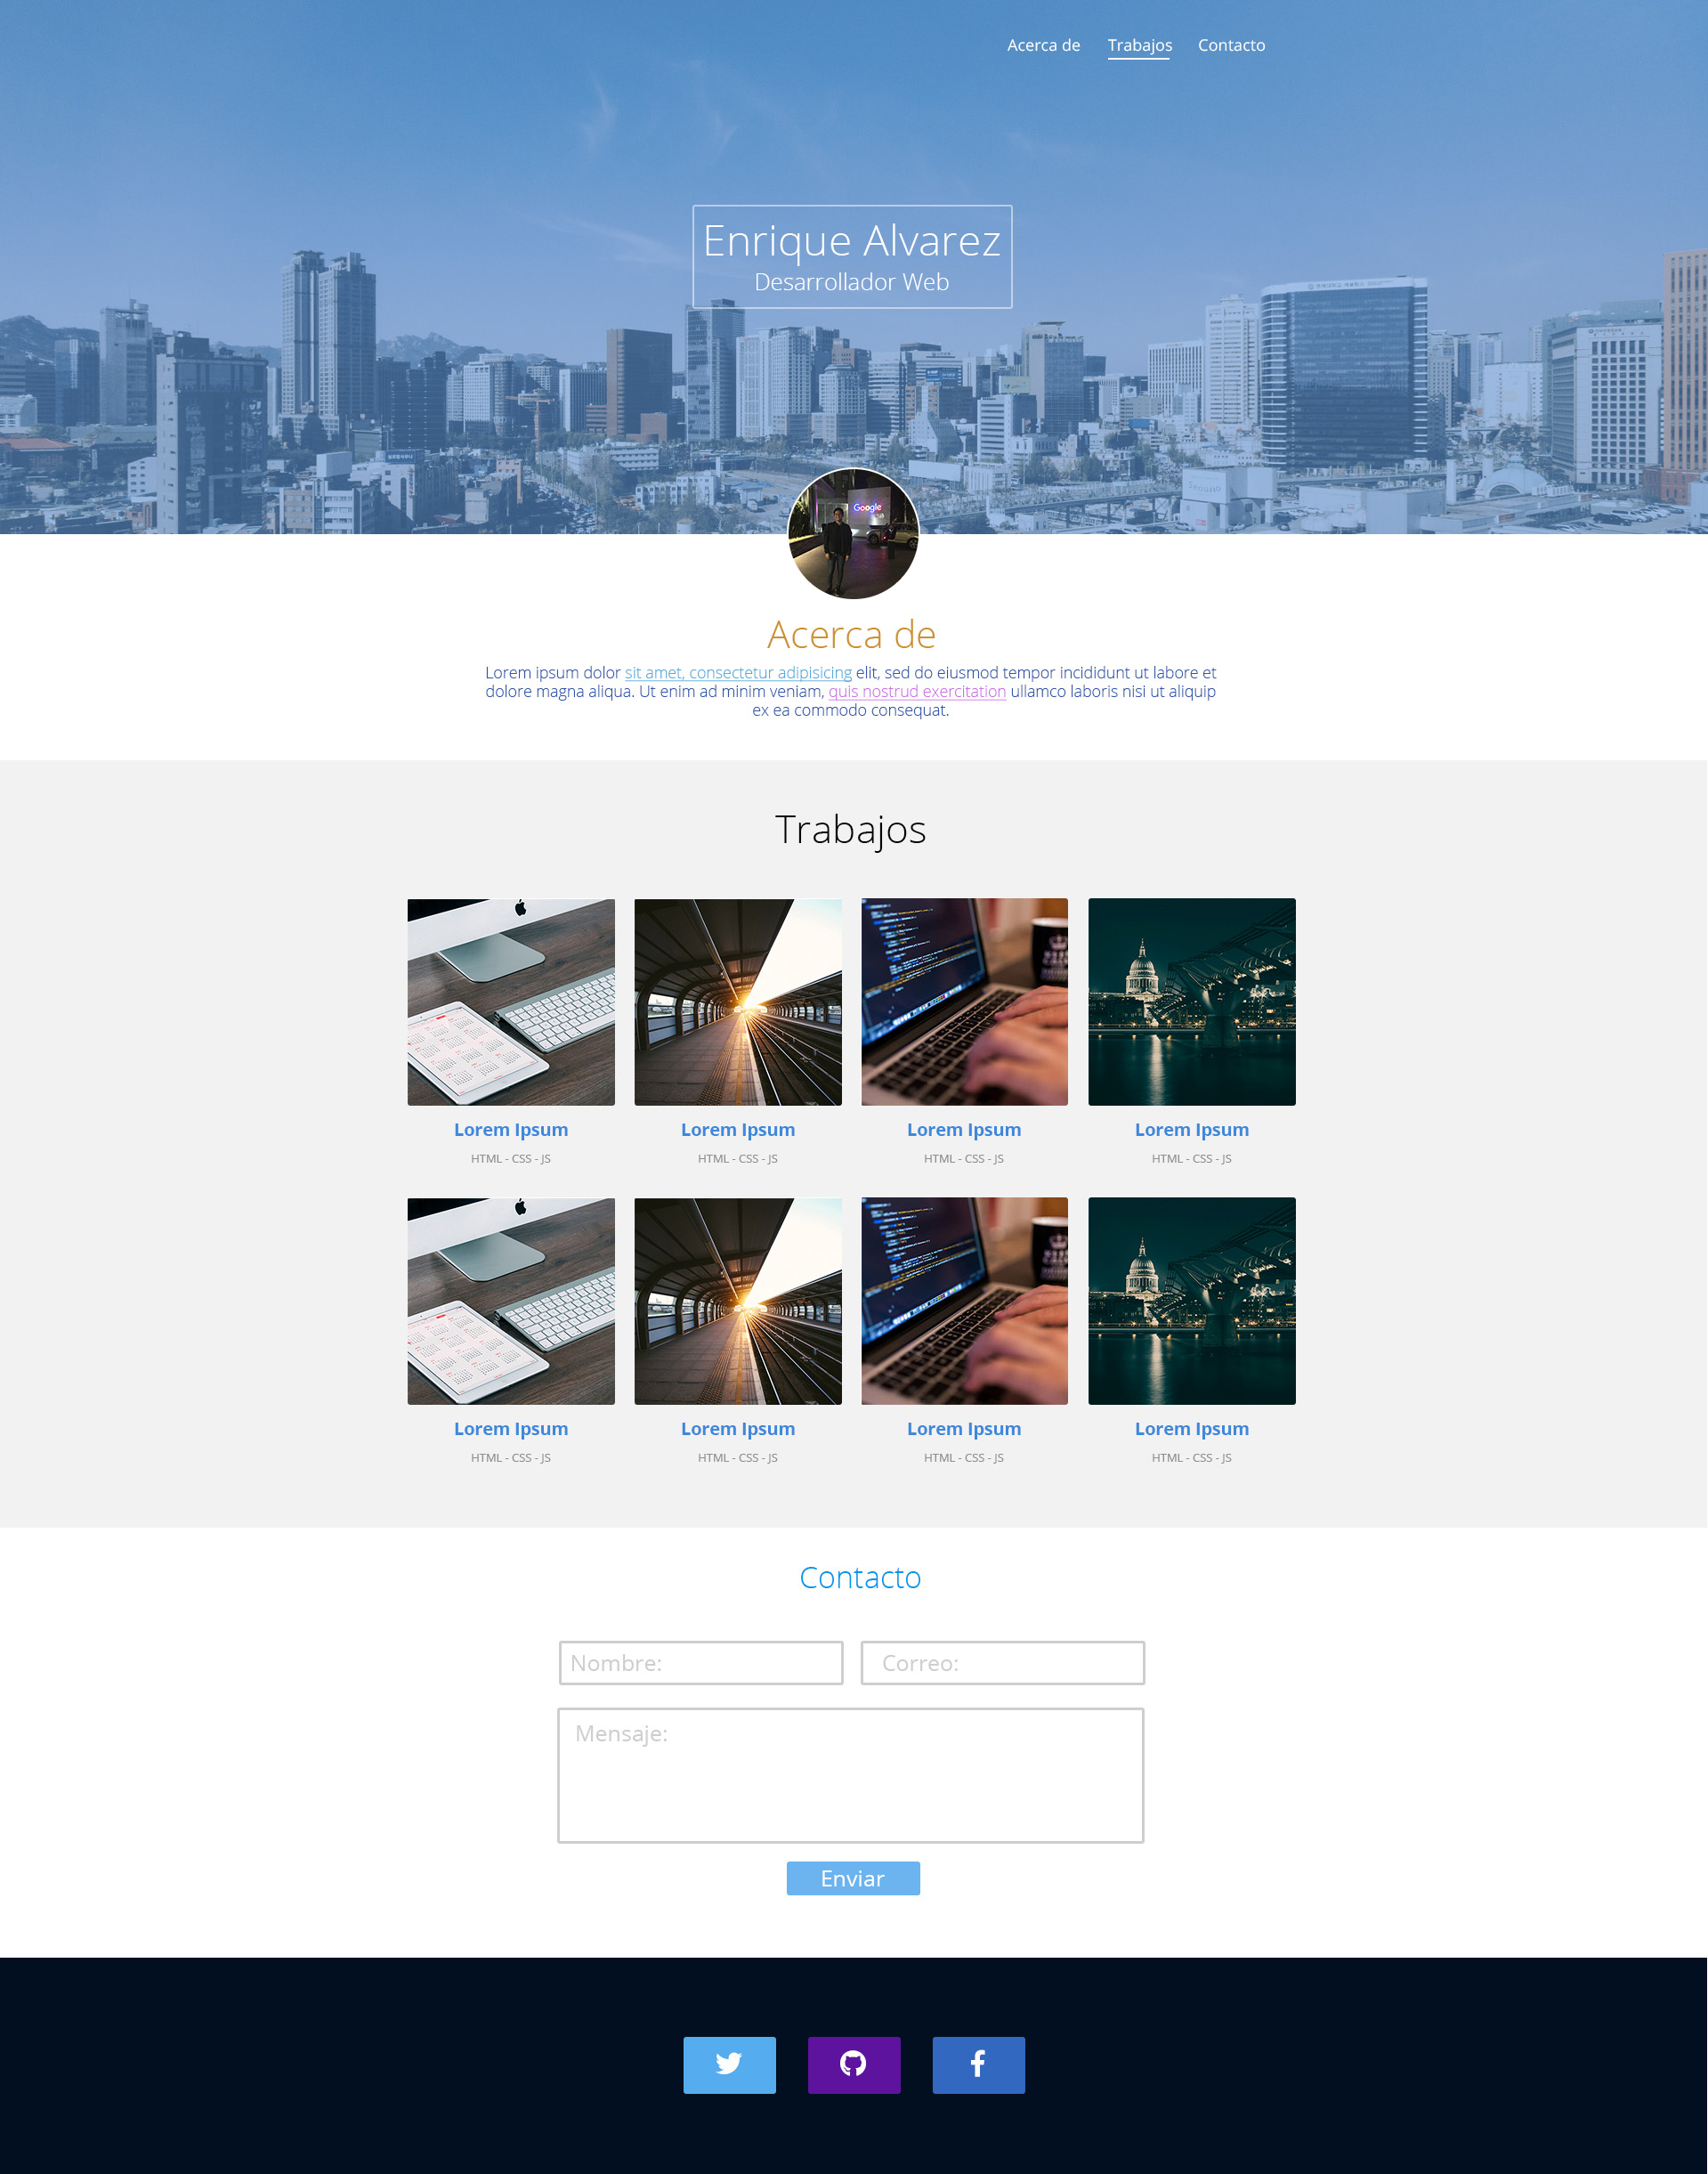 Acerca de Trabajos Contacto
Enrique Alvarez
Desarrollador Web
Google
Acerca de
Lorem ipsum dolor sit amet, consectetur adipisicing elit, sed do eiusmod tempor incididunt ut labore et
dolore magna aliqua. Ut enim ad minim veniam, quis nostrud exercitation ullamco laboris nisi ut aliquip
ex ea commodo consequat.
Trabajos
Lorem Ipsum Lorem Ipsum Lorem Ipsum Lorem Ipsum
HTML - CSS - JS HTML - CSS - JS HTML - CSS - JS HTML - CSS - JS
Lorem Ipsum Lorem Ipsum Lorem Ipsum Lorem Ipsum
HTML - CSS - JS HTML - CSS - JS HTML - CSS - JS HTML - CSS - JS
Contacto
Nombre: Correo:
Mensaje:
Enviar